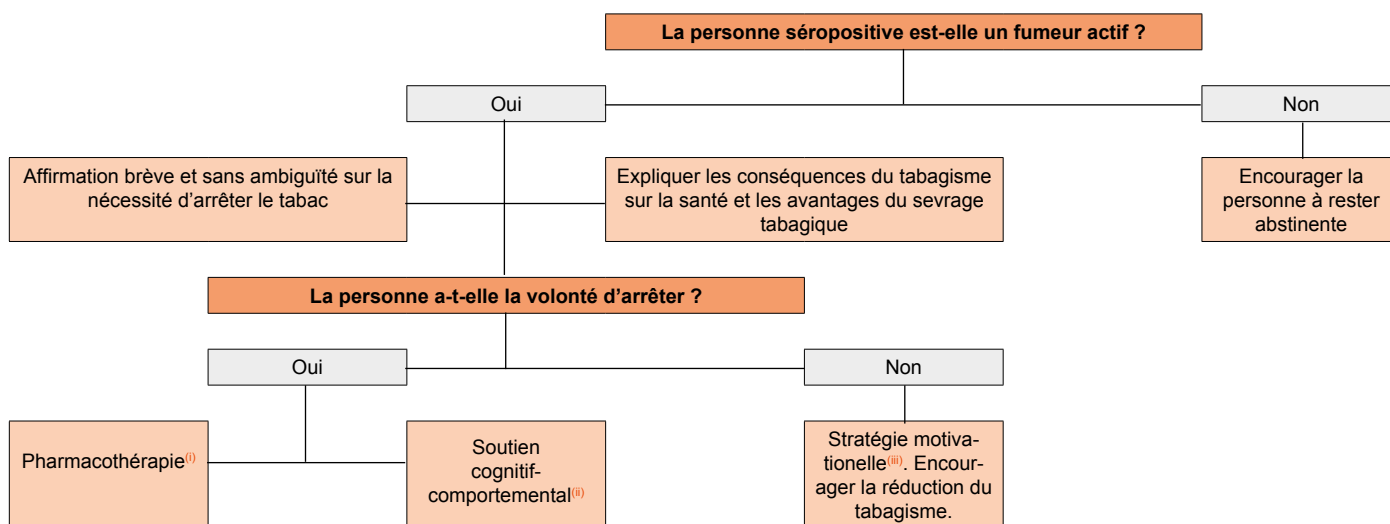 La personne séropositive est-elle un fumeur actif ?
Oui
Non
Affirmation brève et sans ambiguïté sur la
nécessité d’arrêter le tabac
Expliquer les conséquences du tabagisme
sur la santé et les avantages du sevrage
tabagique
Encourager la
personne à rester
abstinente
La personne a-t-elle la volonté d’arrêter ?
Oui
Non
Pharmacothérapie(i)
Soutien
cognitif-
comportemental(ii)
Stratégie motiva-
tionelle(iii). Encour-
ager la réduction du
tabagisme.